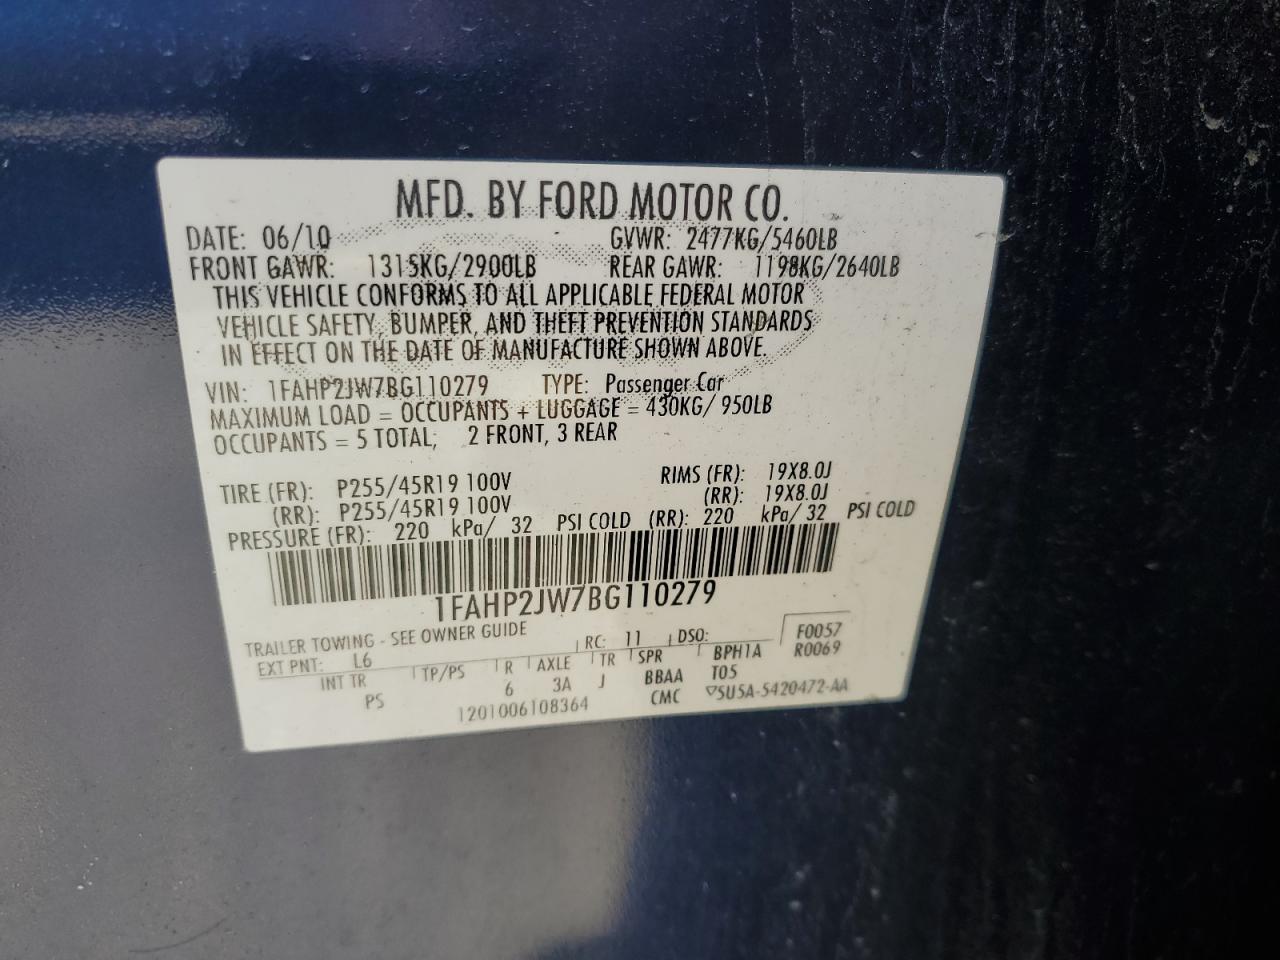 MFD. BY FORD MOTOR CO.
DATE: 06/10 GVWR: 2477KG/5460LB
FRONT GAWR: 1315KG/2900LB REAR GAWR: 1198KG/2640LB
THIS VEHICLE CONFORMS TO ALL APPLICABLE FEDERAL MOTOR
VEHICLE SAFETY, BUMPER, AND THEFT PREVENTION STANDARDS
IN EFFECT ON THE DATE OF MANUFACTURE SHOWN ABOVE.
VIN: 1FAHP2JW7BG110279 TYPE: Passenger Car
MAXIMUM LOAD = OCCUPANTS + LUGGAGE = 430KG/ 950LB
OCCUPANTS = 5 TOTAL; 2 FRONT, 3 REAR
TIRE (FR): P255/45R19 100V RIMS (FR): 19X8.0J
(RR): P255/45R19 100V (RR): 19X8.0J
PRESSURE (FR): 220 kPa/ 32 PSI COLD (RR): 220 kPa/ 32 PSI COLD
1FAHP2JW7BG110279
TRAILER TOWING - SEE OWNER GUIDE RC: 11 DSO: F0057
EXT PNT: L6 R0069
INT TR TP/PS R AXLE TR SPR BPH1A
PS 6 3A J BBAA T05
1201006108364 CMC ▽5U5A-5420472-AA